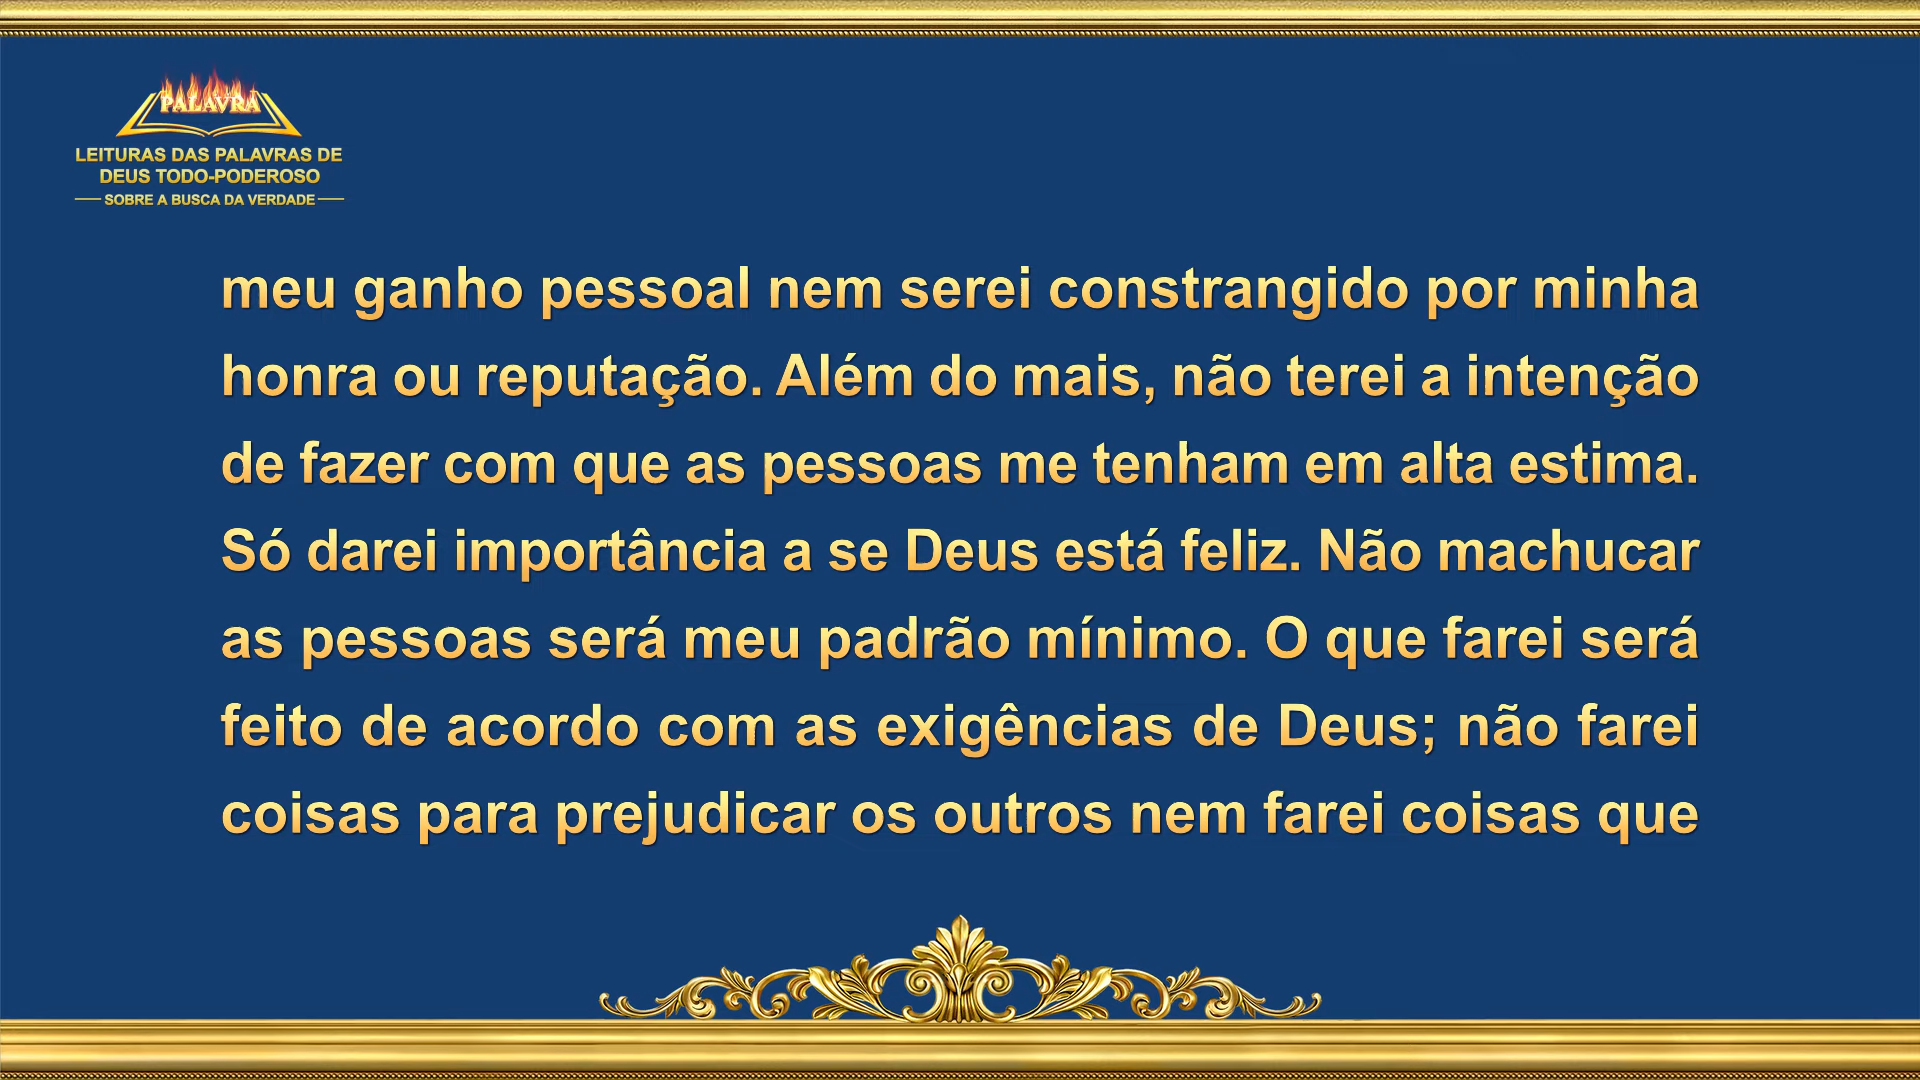 PALAVRA
LEITURAS DAS PALAVRAS DE
DEUS TODO-PODEROSO
SOBRE A BUSCA DA VERDADE
meu ganho pessoal nem serei constrangido por minha
honra ou reputação. Além do mais, não terei a intenção
de fazer com que as pessoas me tenham em alta estima.
Só darei importância a se Deus está feliz. Não machucar
as pessoas será meu padrão mínimo. O que farei será
feito de acordo com as exigências de Deus; não farei
coisas para prejudicar os outros nem farei coisas que